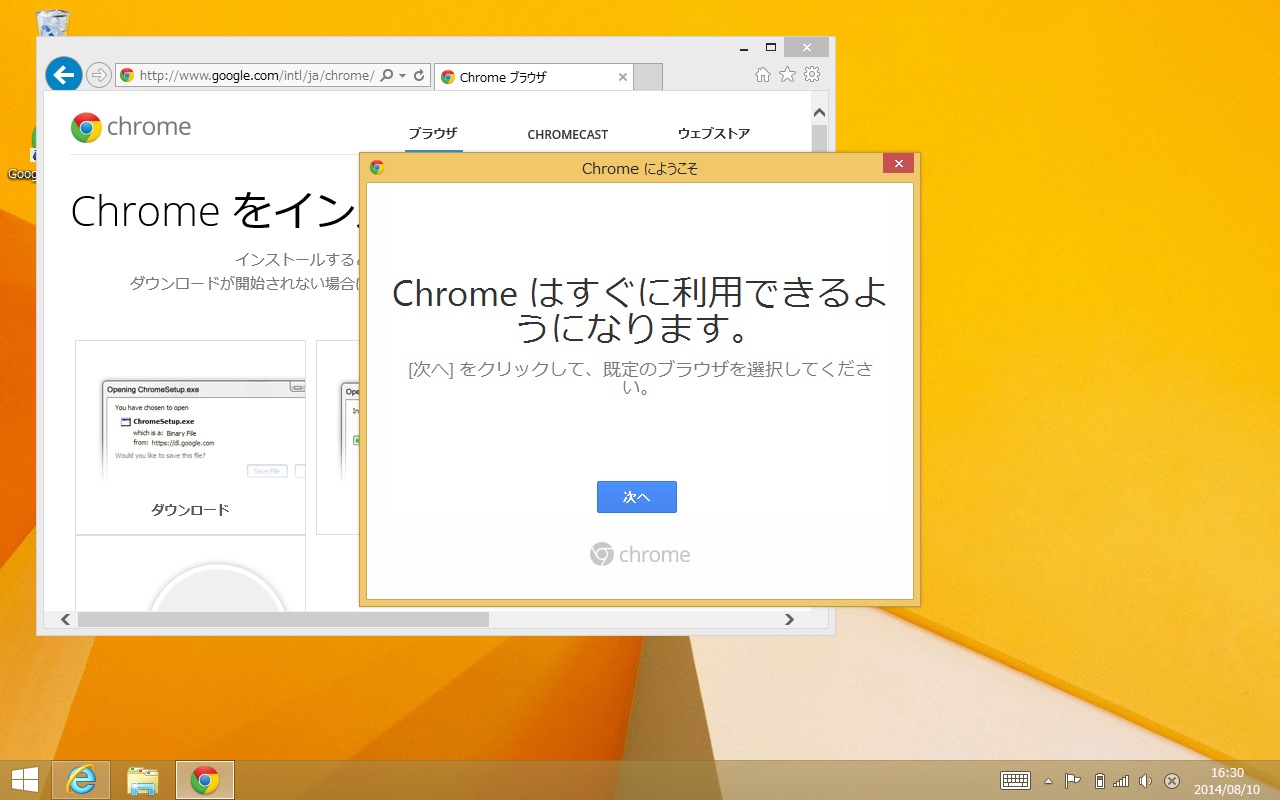 http://www.google.com/intl/ja/chrome/
Chrome ブラウザ
chrome
ブラウザ
CHROMECAST
ウェブストア
Goog
Chrome にようこそ
Chrome をイン
インストールする
ダウンロードが開始されない場合
Chrome はすぐに利用できるよ
うになります。
[次へ] をクリックして、既定のブラウザを選択してくださ
い。
次へ
chrome
Opening ChromeSetup.exe
You have chosen to open
ChromeSetup.exe
which is a: Binary File
from: https://dl.google.com
Would you like to save this file?
Save File
ダウンロード
16:30
2014/08/10